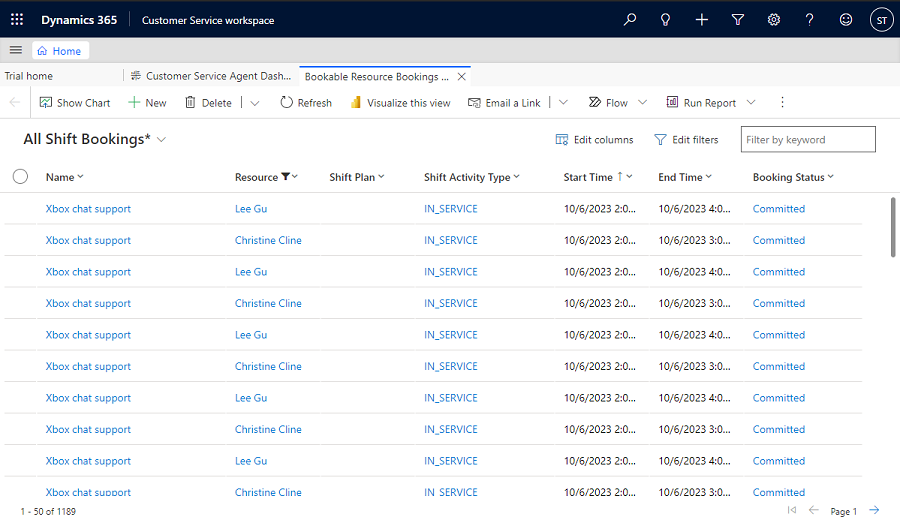 Dynamics 365 Customer Service workspace ST
Home
Trial home Customer Service Agent Dash... Bookable Resource Bookings ...
Show Chart New Delete Refresh Visualize this view Email a Link Flow Run Report
All Shift Bookings* Edit columns Edit filters Filter by keyword
Name Resource Shift Plan Shift Activity Type Start Time End Time Booking Status
Xbox chat support Lee Gu IN_SERVICE 10/6/2023 2:0... 10/6/2023 4:0... Committed
Xbox chat support Christine Cline IN_SERVICE 10/6/2023 2:0... 10/6/2023 3:0... Committed
Xbox chat support Lee Gu IN_SERVICE 10/6/2023 2:0... 10/6/2023 4:0... Committed
Xbox chat support Christine Cline IN_SERVICE 10/6/2023 2:0... 10/6/2023 3:0... Committed
Xbox chat support Lee Gu IN_SERVICE 10/6/2023 2:0... 10/6/2023 4:0... Committed
Xbox chat support Christine Cline IN_SERVICE 10/6/2023 2:0... 10/6/2023 3:0... Committed
Xbox chat support Lee Gu IN_SERVICE 10/6/2023 2:0... 10/6/2023 4:0... Committed
Xbox chat support Christine Cline IN_SERVICE 10/6/2023 2:0... 10/6/2023 3:0... Committed
Xbox chat support Lee Gu IN_SERVICE 10/6/2023 2:0... 10/6/2023 4:0... Committed
Xbox chat support Christine Cline IN_SERVICE 10/6/2023 2:0... 10/6/2023 3:0... Committed
1 - 50 of 1189 Page 1